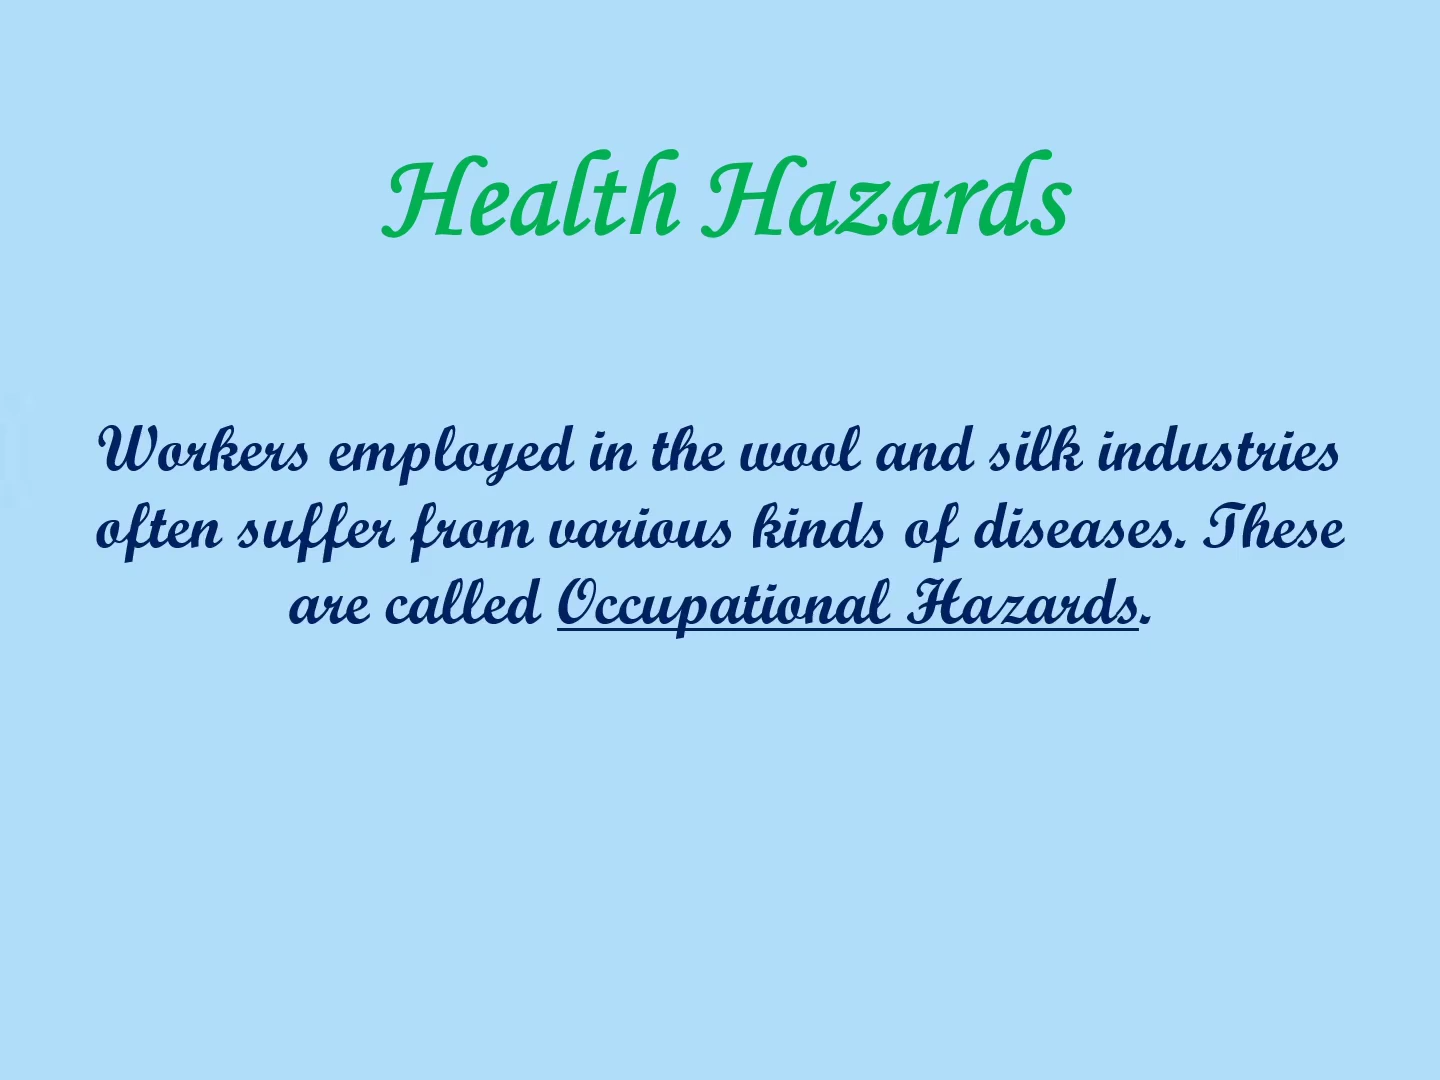 Health Hazards
Workers employed in the wool and silk industries
often suffer from various kinds of diseases. These
are called Occupational Hazards.